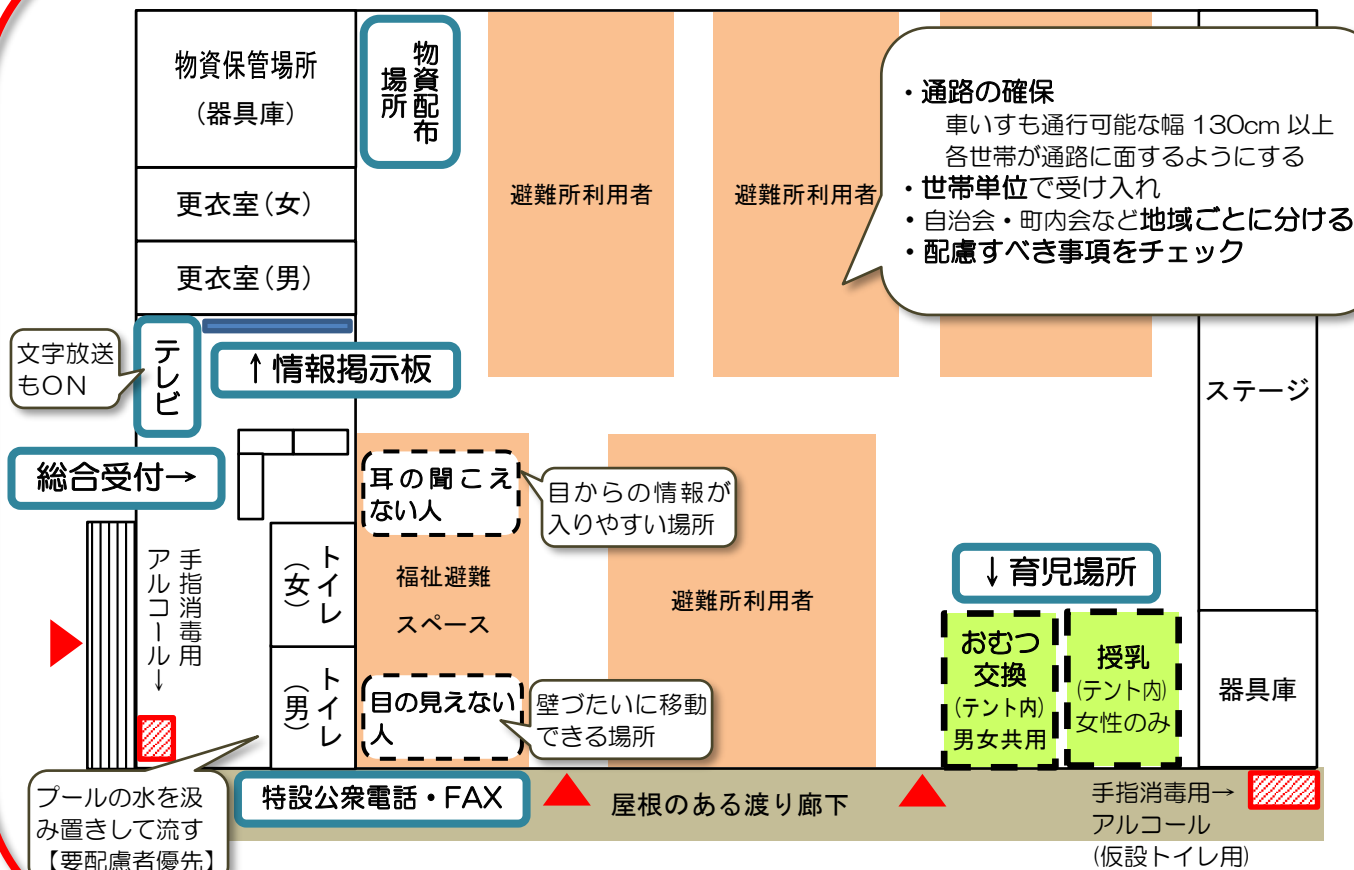 物資保管場所
(器具庫)
物資配布
場所
避難所利用者
避難所利用者
・通路の確保
車いすも通行可能な幅 130cm 以上
各世帯が通路に面するようにする
・世帯単位で受け入れ
・自治会・町内会など地域ごとに分ける
・配慮すべき事項をチェック
更衣室(女)
更衣室(男)
文字放送
もON
テレビ
↑情報掲示板
ステージ
総合受付→
耳の聞こえ
ない人
目からの情報が
入りやすい場所
手指消毒用
アルコール→
トイレ
(女)
福祉避難
スペース
避難所利用者
↓育児場所
トイレ
(男)
目の見えない
人
壁づたいに移動
できる場所
おむつ
交換
(テント内)
男女共用
授乳
(テント内)
女性のみ
器具庫
プールの水を汲
み置きして流す
【要配慮者優先】
特設公衆電話・FAX
屋根のある渡り廊下
手指消毒用→
アルコール
(仮設トイレ用)